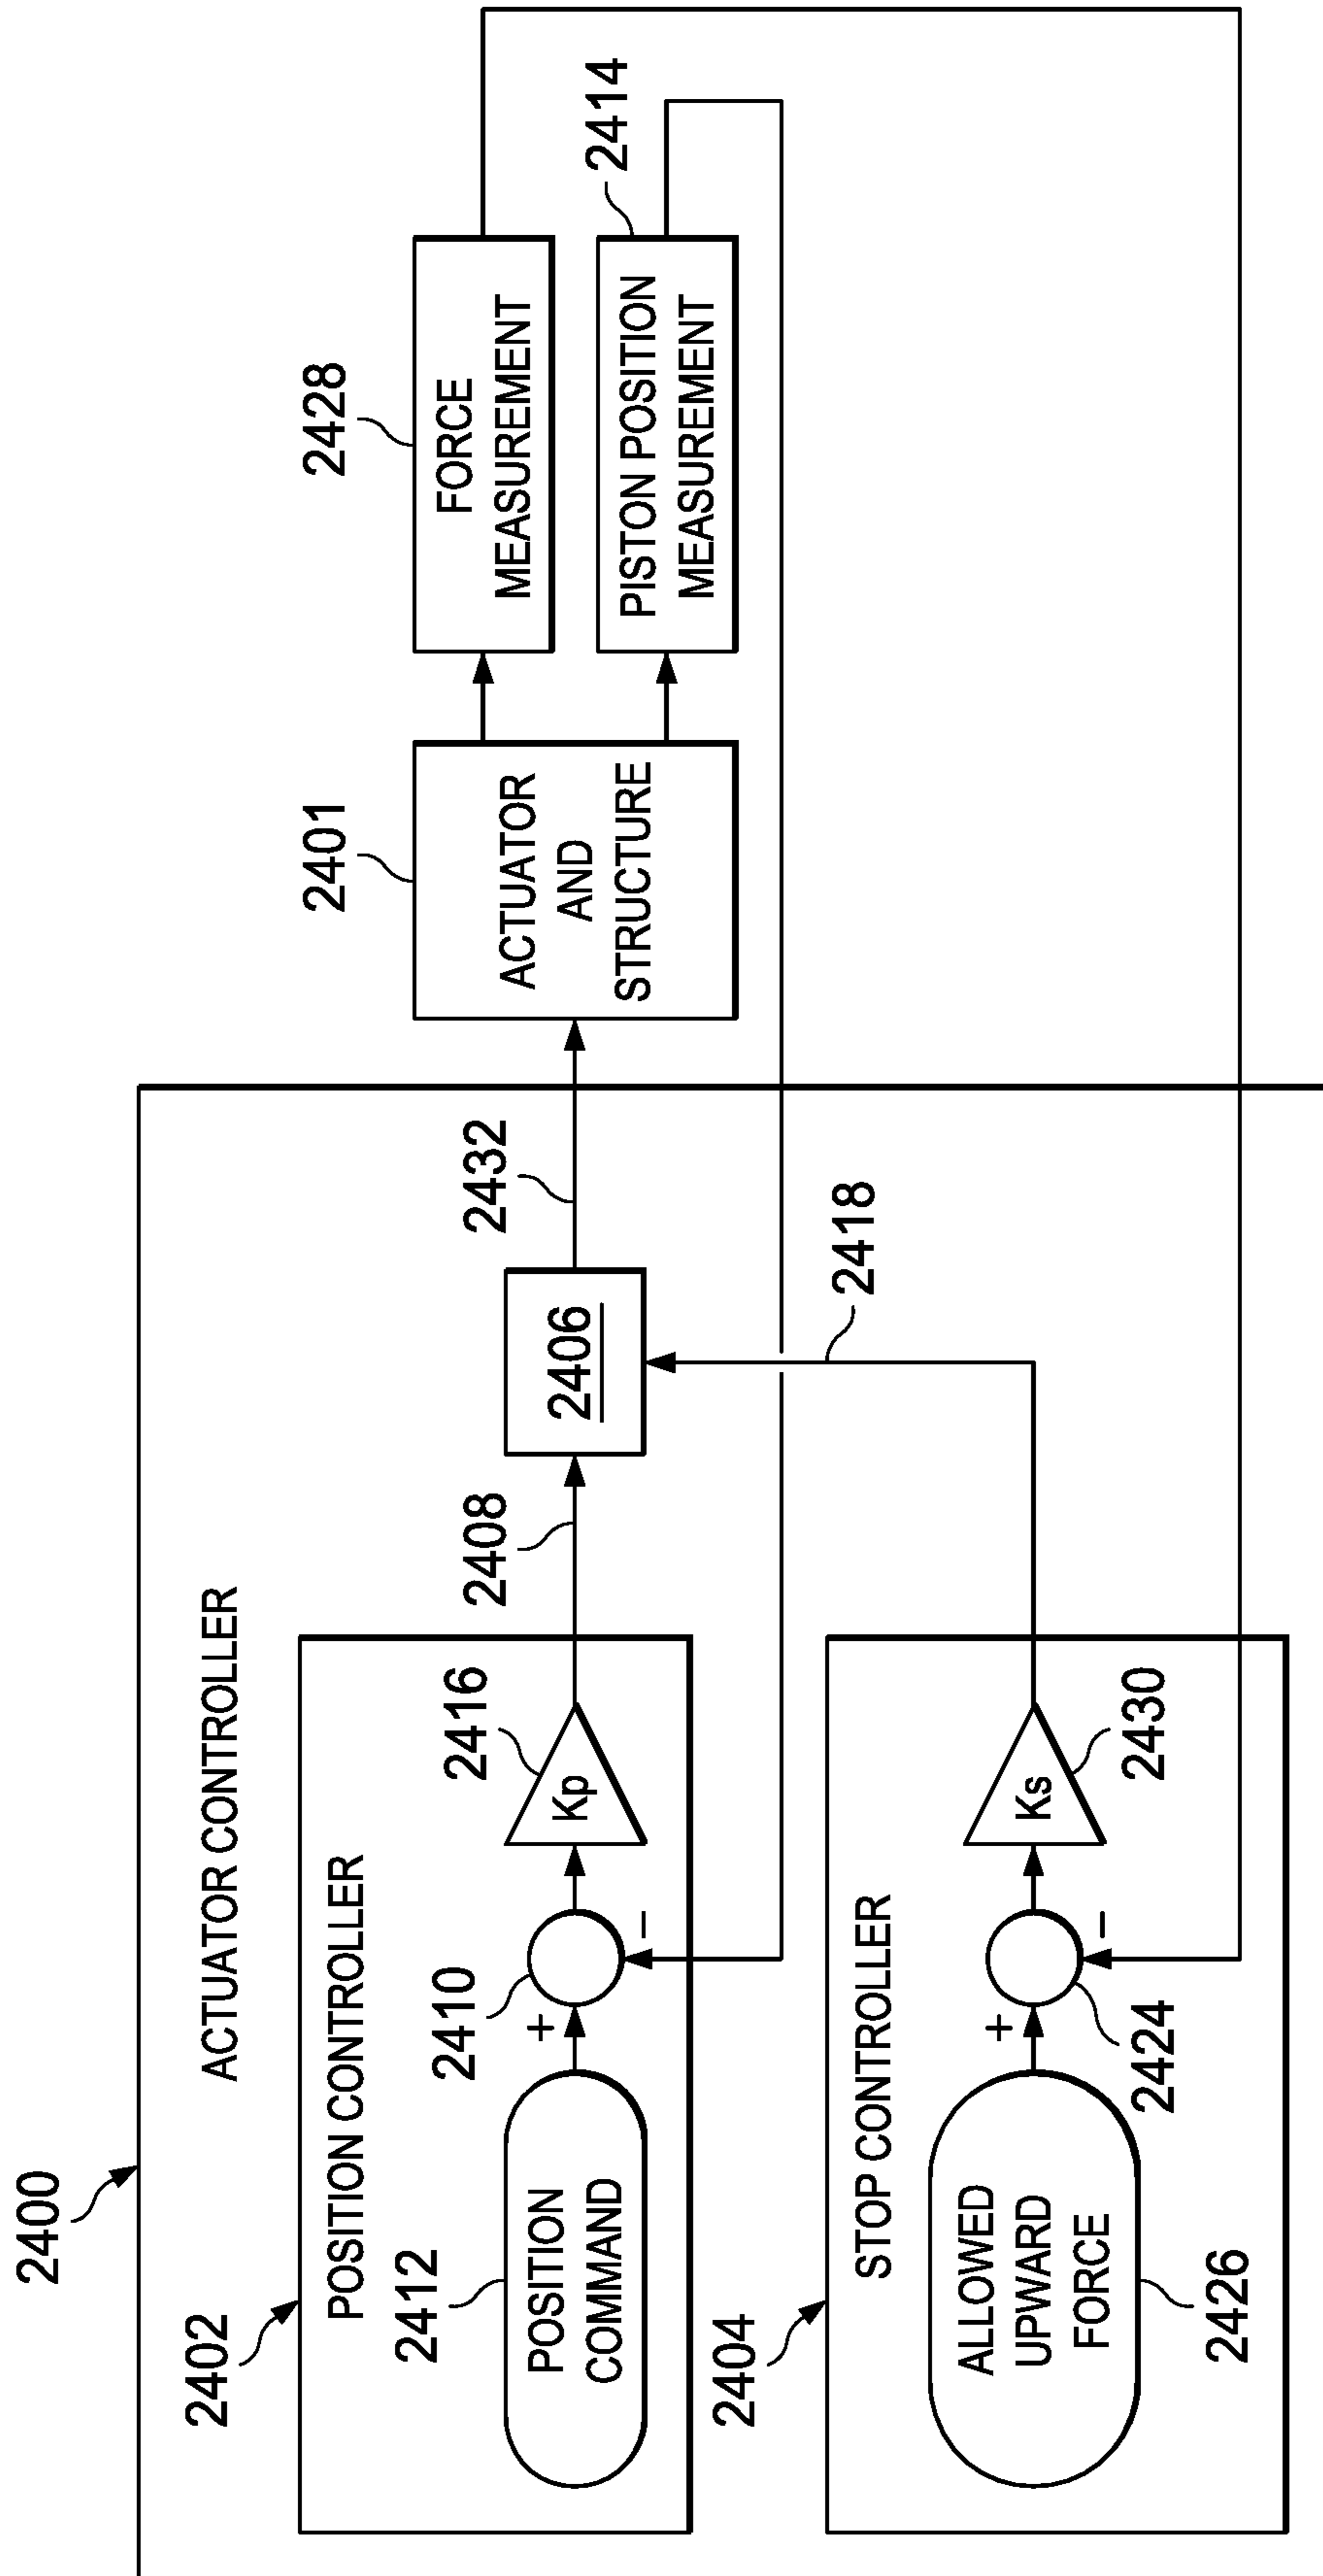 2400
ACTUATOR CONTROLLER
2402
POSITION CONTROLLER
2412
POSITION
COMMAND
2410
+
−
2416
Kp
2408
2406
2432
2401
ACTUATOR
AND
STRUCTURE
2428
FORCE
MEASUREMENT
2414
PISTON POSITION
MEASUREMENT
2404
STOP CONTROLLER
ALLOWED
UPWARD
FORCE
2426
+
−
2424
Ks
2430
2418